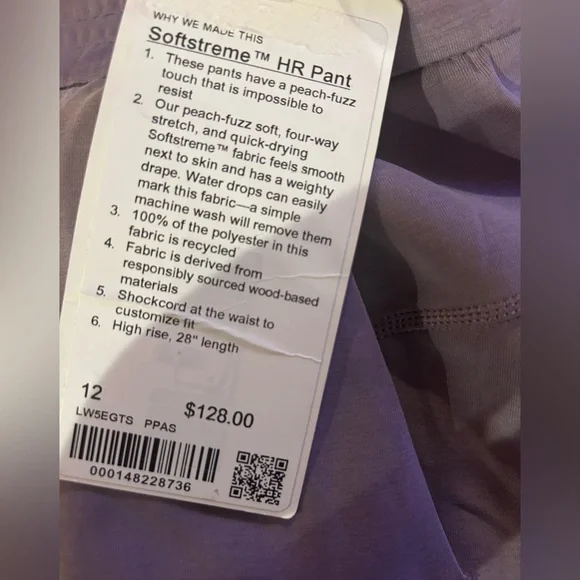 WHY WE MADE THIS
Softstreme™ HR Pant
1. These pants have a peach-fuzz
touch that is impossible to
resist
2. Our peach-fuzz soft, four-way
stretch, and quick-drying
Softstreme™ fabric feels smooth
next to skin and has a weighty
drape. Water drops can easily
mark this fabric—a simple
machine wash will remove them
3. 100% of the polyester in this
fabric is recycled
4. Fabric is derived from
responsibly sourced wood-based
materials
5. Shockcord at the waist to
customize fit
6. High rise, 28" length
12 $128.00
LW5EGTS PPAS
000148228736